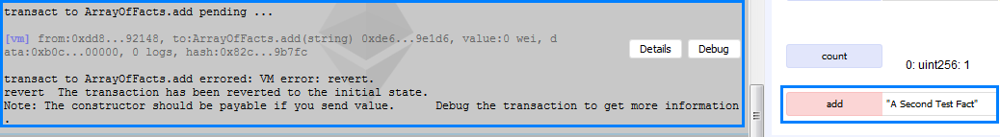 transact to ArrayOfFacts.add pending ...
[vm] from:0xdd8...92148, to:ArrayOfFacts.add(string) 0xde6...9e1d6, value:0 wei, d
ata:0xb0c...00000, 0 logs, hash:0x82c...9b7fc
Details Debug
transact to ArrayOfFacts.add errored: VM error: revert.
revert The transaction has been reverted to the initial state.
Note: The constructor should be payable if you send value. Debug the transaction to get more information
.
count
0: uint256: 1
add "A Second Test Fact"